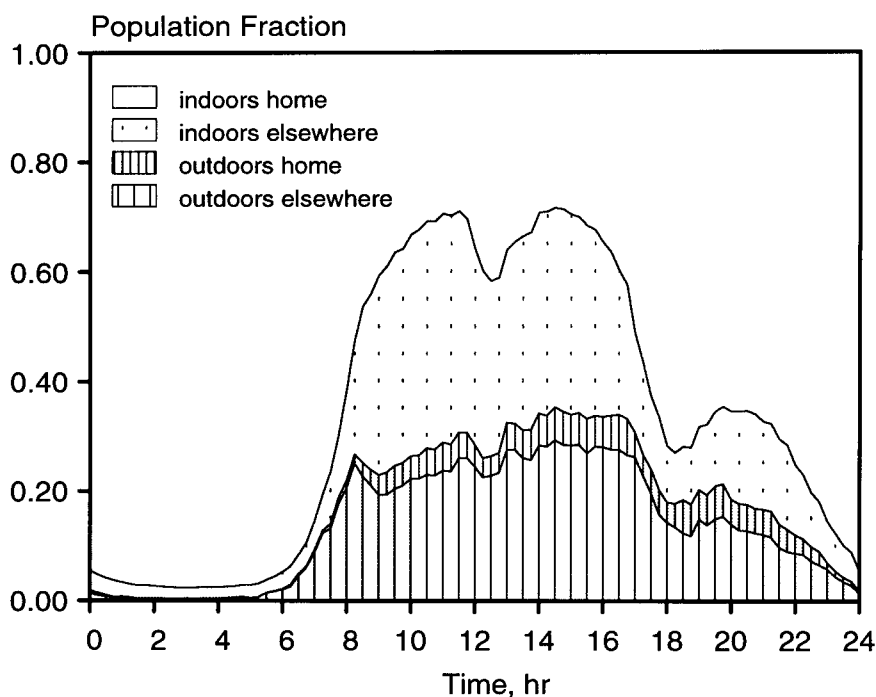 Population Fraction
1.00
0.80
0.60
0.40
0.20
0.00
indoors home
indoors elsewhere
outdoors home
outdoors elsewhere
0 2 4 6 8 10 12 14 16 18 20 22 24
Time, hr